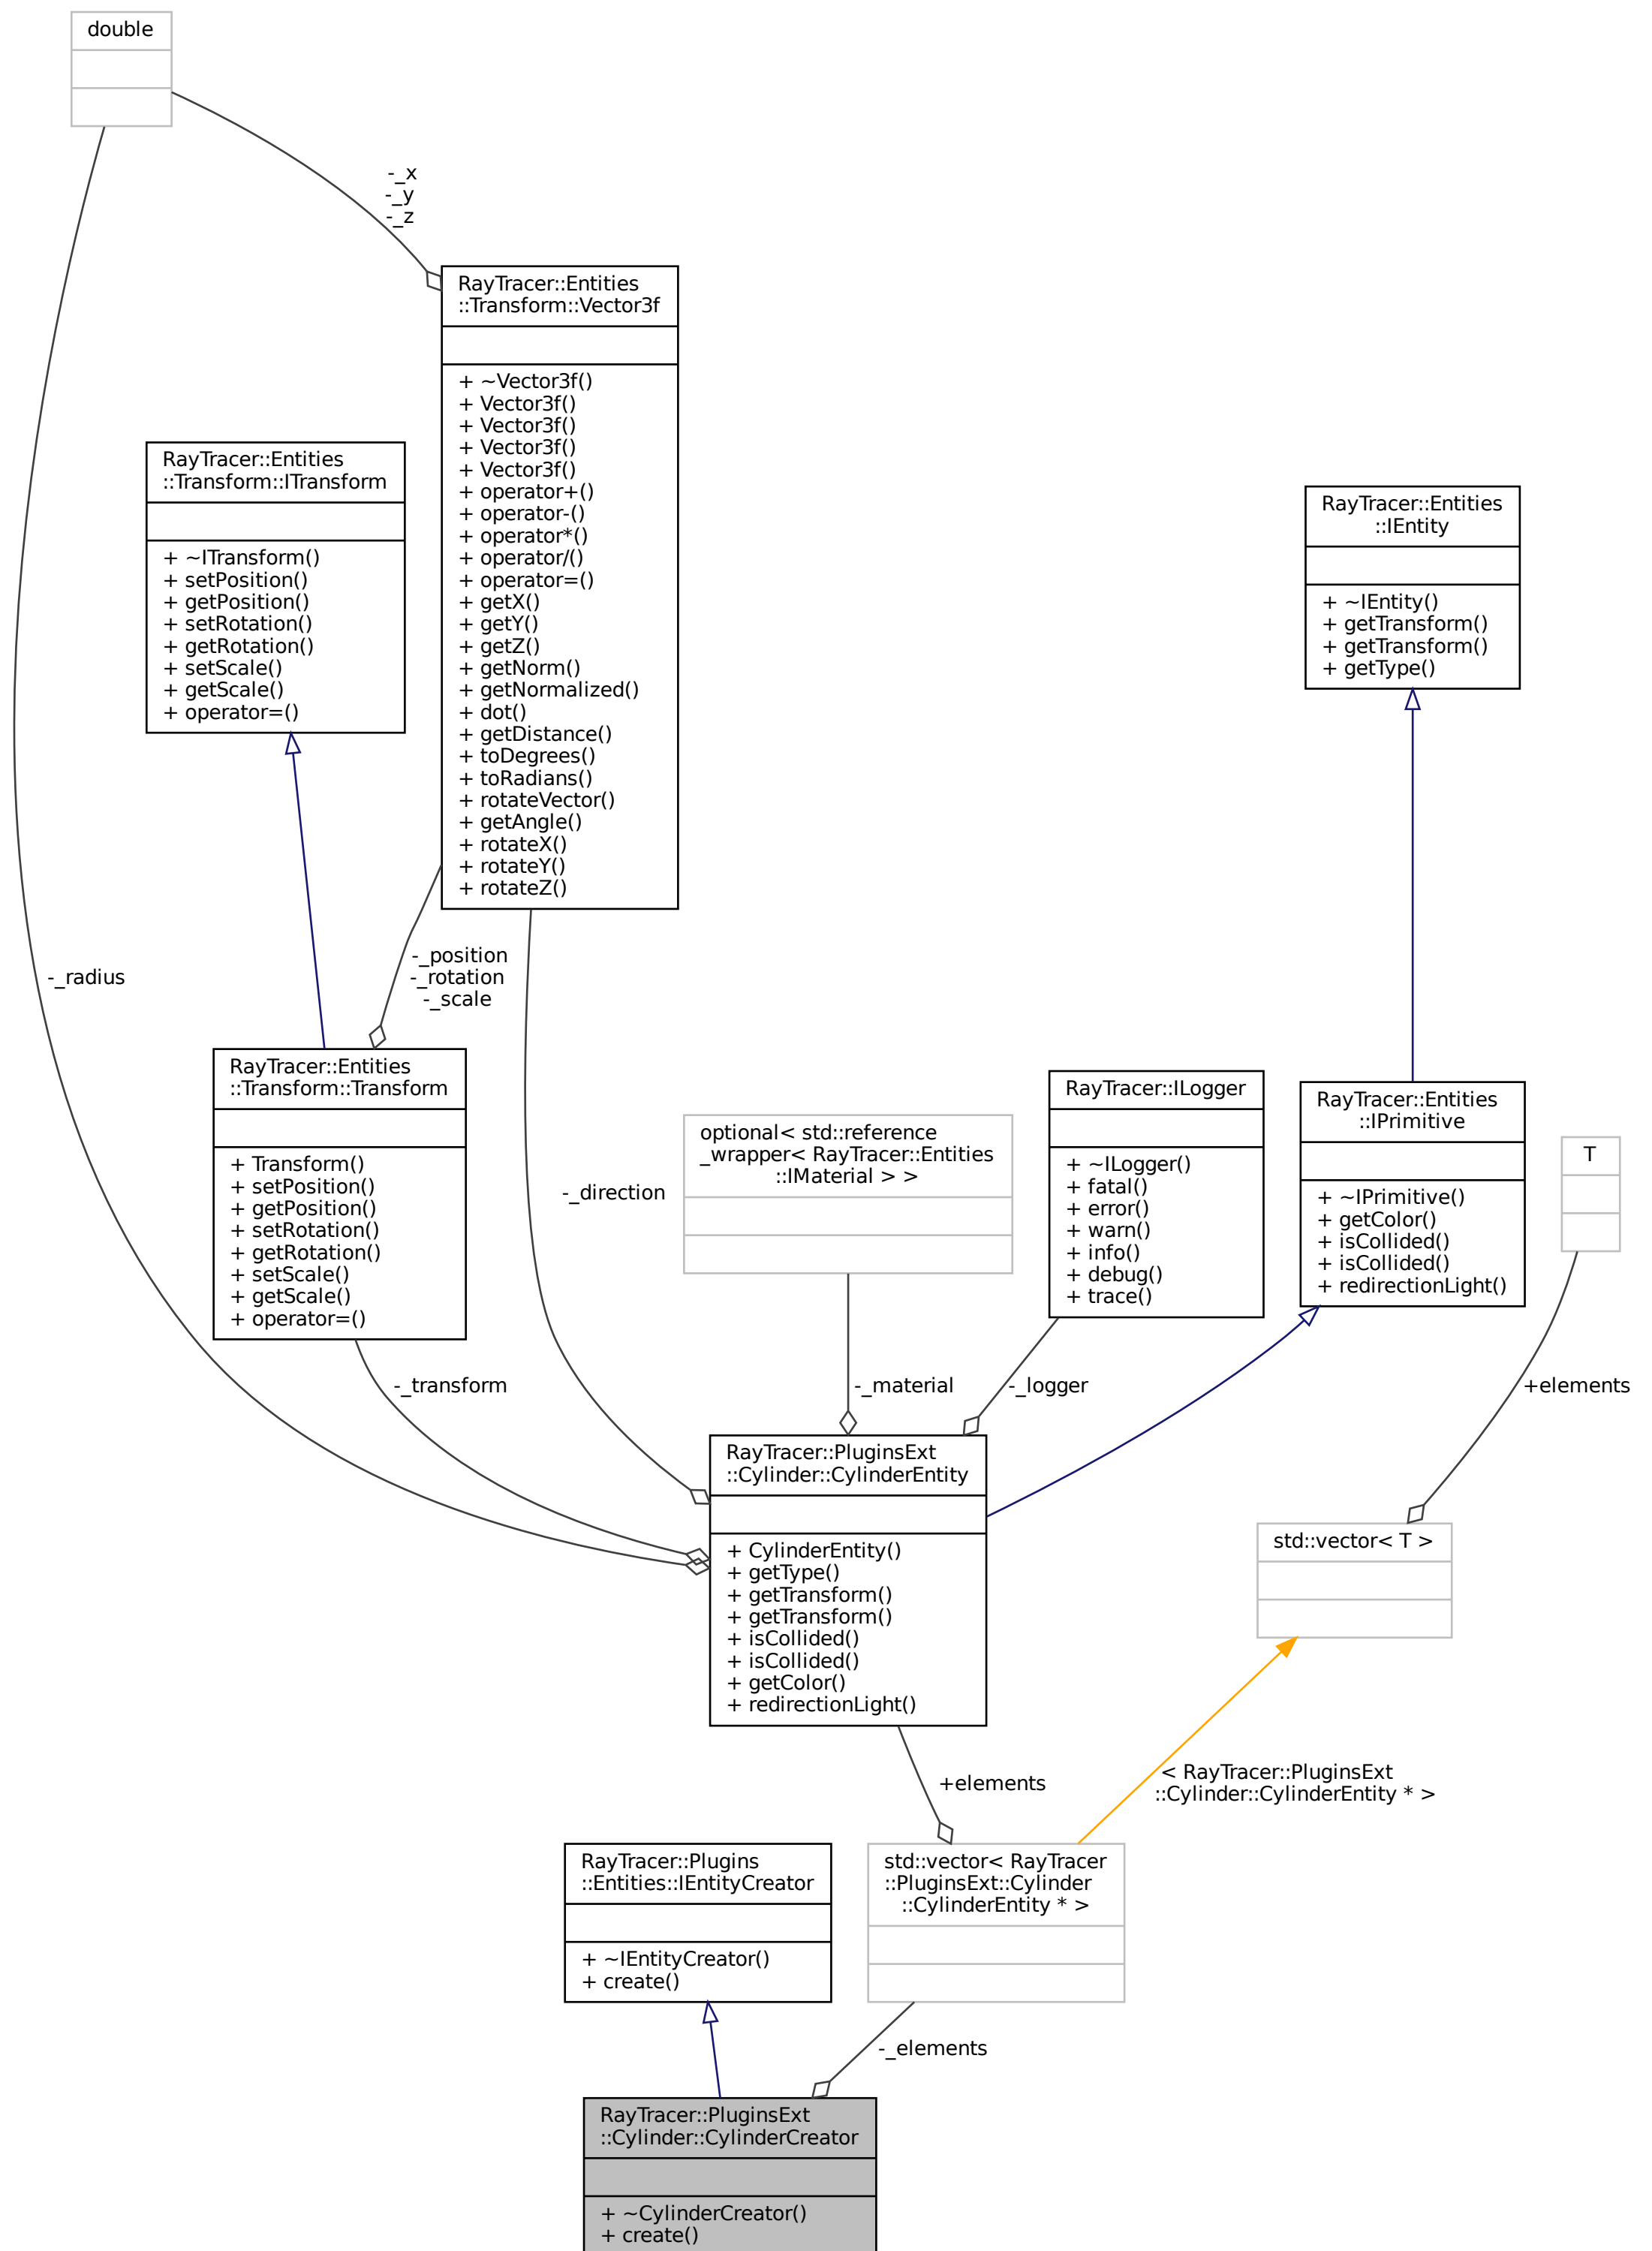 double
-_x
-_y
-_z
RayTracer::Entities
::Transform::Vector3f
+ ~Vector3f()
+ Vector3f()
+ Vector3f()
+ Vector3f()
+ Vector3f()
+ operator+()
+ operator-()
+ operator*()
+ operator/()
+ operator=()
+ getX()
+ getY()
+ getZ()
+ getNorm()
+ getNormalized()
+ dot()
+ getDistance()
+ toDegrees()
+ toRadians()
+ rotateVector()
+ getAngle()
+ rotateX()
+ rotateY()
+ rotateZ()
RayTracer::Entities
::Transform::ITransform
+ ~ITransform()
+ setPosition()
+ getPosition()
+ setRotation()
+ getRotation()
+ setScale()
+ getScale()
+ operator=()
RayTracer::Entities
::IEntity
+ ~IEntity()
+ getTransform()
+ getTransform()
+ getType()
-_radius
-_position
-_rotation
-_scale
RayTracer::Entities
::Transform::Transform
+ Transform()
+ setPosition()
+ getPosition()
+ setRotation()
+ getRotation()
+ setScale()
+ getScale()
+ operator=()
-_direction
optional< std::reference
_wrapper< RayTracer::Entities
::IMaterial > >
RayTracer::ILogger
+ ~ILogger()
+ fatal()
+ error()
+ warn()
+ info()
+ debug()
+ trace()
RayTracer::Entities
::IPrimitive
+ ~IPrimitive()
+ getColor()
+ isCollided()
+ isCollided()
+ redirectionLight()
T
-_transform
-_material
-_logger
+elements
RayTracer::PluginsExt
::Cylinder::CylinderEntity
+ CylinderEntity()
+ getType()
+ getTransform()
+ getTransform()
+ isCollided()
+ isCollided()
+ getColor()
+ redirectionLight()
std::vector< T >
+elements
< RayTracer::PluginsExt
::Cylinder::CylinderEntity * >
RayTracer::Plugins
::Entities::IEntityCreator
+ ~IEntityCreator()
+ create()
std::vector< RayTracer
::PluginsExt::Cylinder
::CylinderEntity * >
-_elements
RayTracer::PluginsExt
::Cylinder::CylinderCreator
+ ~CylinderCreator()
+ create()